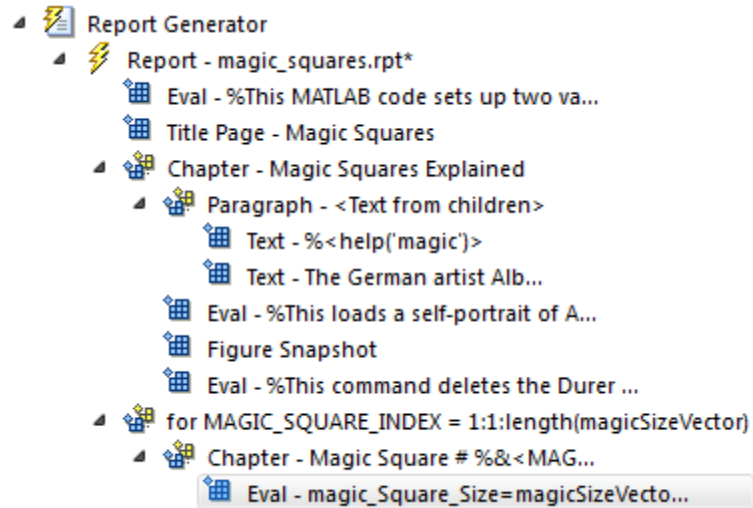 Report Generator
Report - magic_squares.rpt*
Eval - %This MATLAB code sets up two va...
Title Page - Magic Squares
Chapter - Magic Squares Explained
Paragraph - <Text from children>
Text - %<help('magic')>
Text - The German artist Alb...
Eval - %This loads a self-portrait of A...
Figure Snapshot
Eval - %This command deletes the Durer ...
for MAGIC_SQUARE_INDEX = 1:1:length(magicSizeVector)
Chapter - Magic Square # %&<MAG...
Eval - magic_Square_Size=magicSizeVecto...